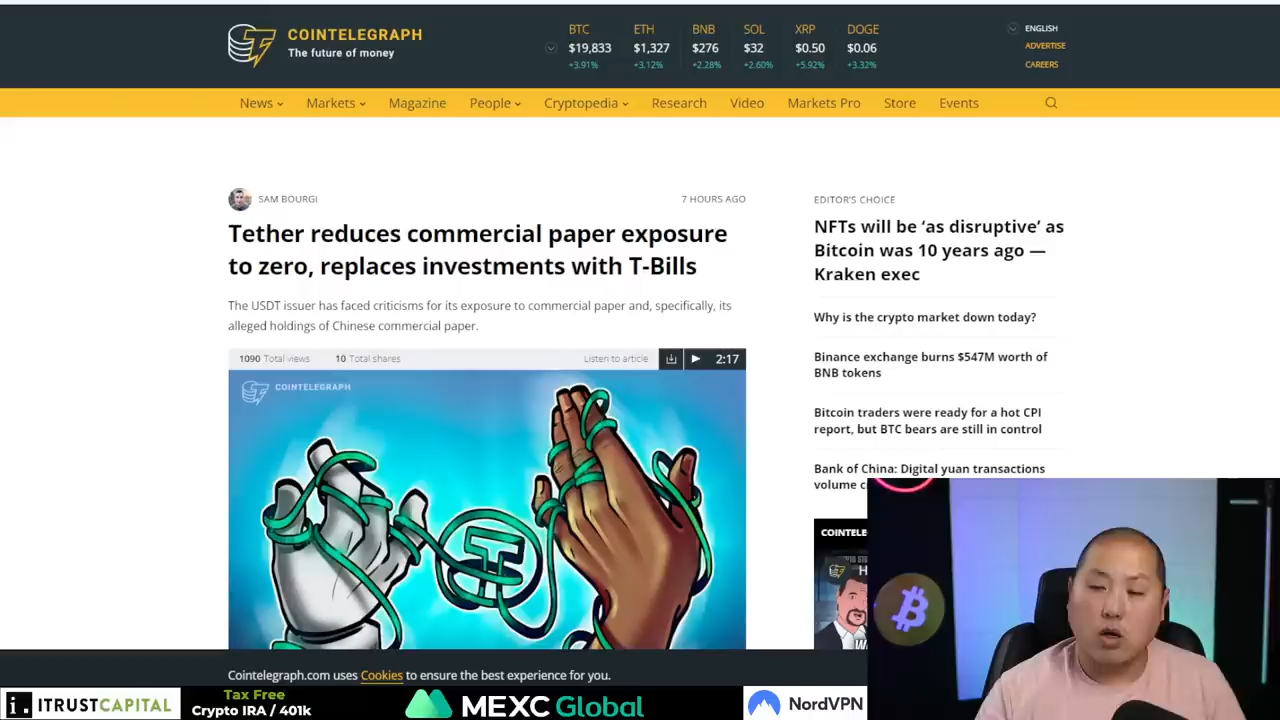 COINTELEGRAPH
The future of money
BTC ETH BNB SOL XRP DOGE
$19,833 $1,327 $276 $32 $0.50 $0.06
+3.91% +3.12% +2.28% +2.60% +5.92% +3.32%
ENGLISH
ADVERTISE
CAREERS
News Markets Magazine People Cryptopedia Research Video Markets Pro Store Events
SAM BOURGI 7 HOURS AGO
Tether reduces commercial paper exposure
to zero, replaces investments with T-Bills
The USDT issuer has faced criticisms for its exposure to commercial paper and, specifically, its
alleged holdings of Chinese commercial paper.
1090 Total views 10 Total shares Listen to article 2:17
COINTELEGRAPH
EDITOR'S CHOICE
NFTs will be ‘as disruptive’ as
Bitcoin was 10 years ago —
Kraken exec
Why is the crypto market down today?
Binance exchange burns $547M worth of
BNB tokens
Bitcoin traders were ready for a hot CPI
report, but BTC bears are still in control
Bank of China: Digital yuan transactions
volume
COINTELE
Cointelegraph.com uses Cookies to ensure the best experience for you.
i. ITRUSTCAPITAL
Tax Free
Crypto IRA / 401k
MEXC Global
NordVPN